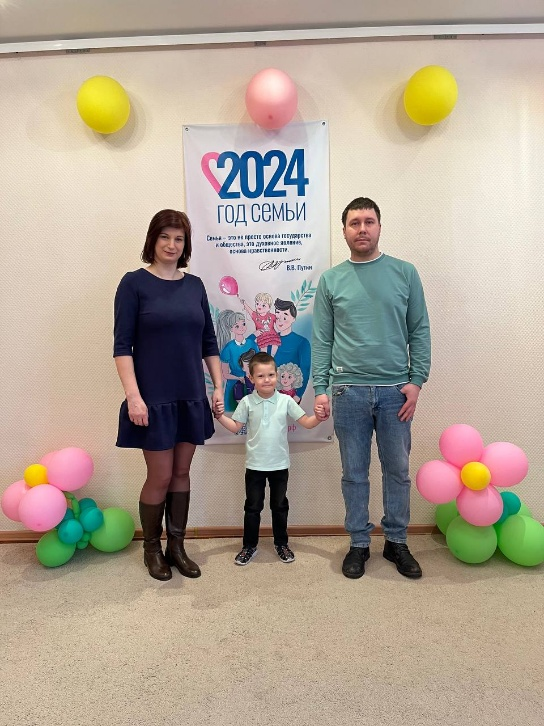 2024
ГОД СЕМЬИ
Семья – это не просто основа государства
и общества, это духовное явление,
основа нравственности.
В.В. Путин